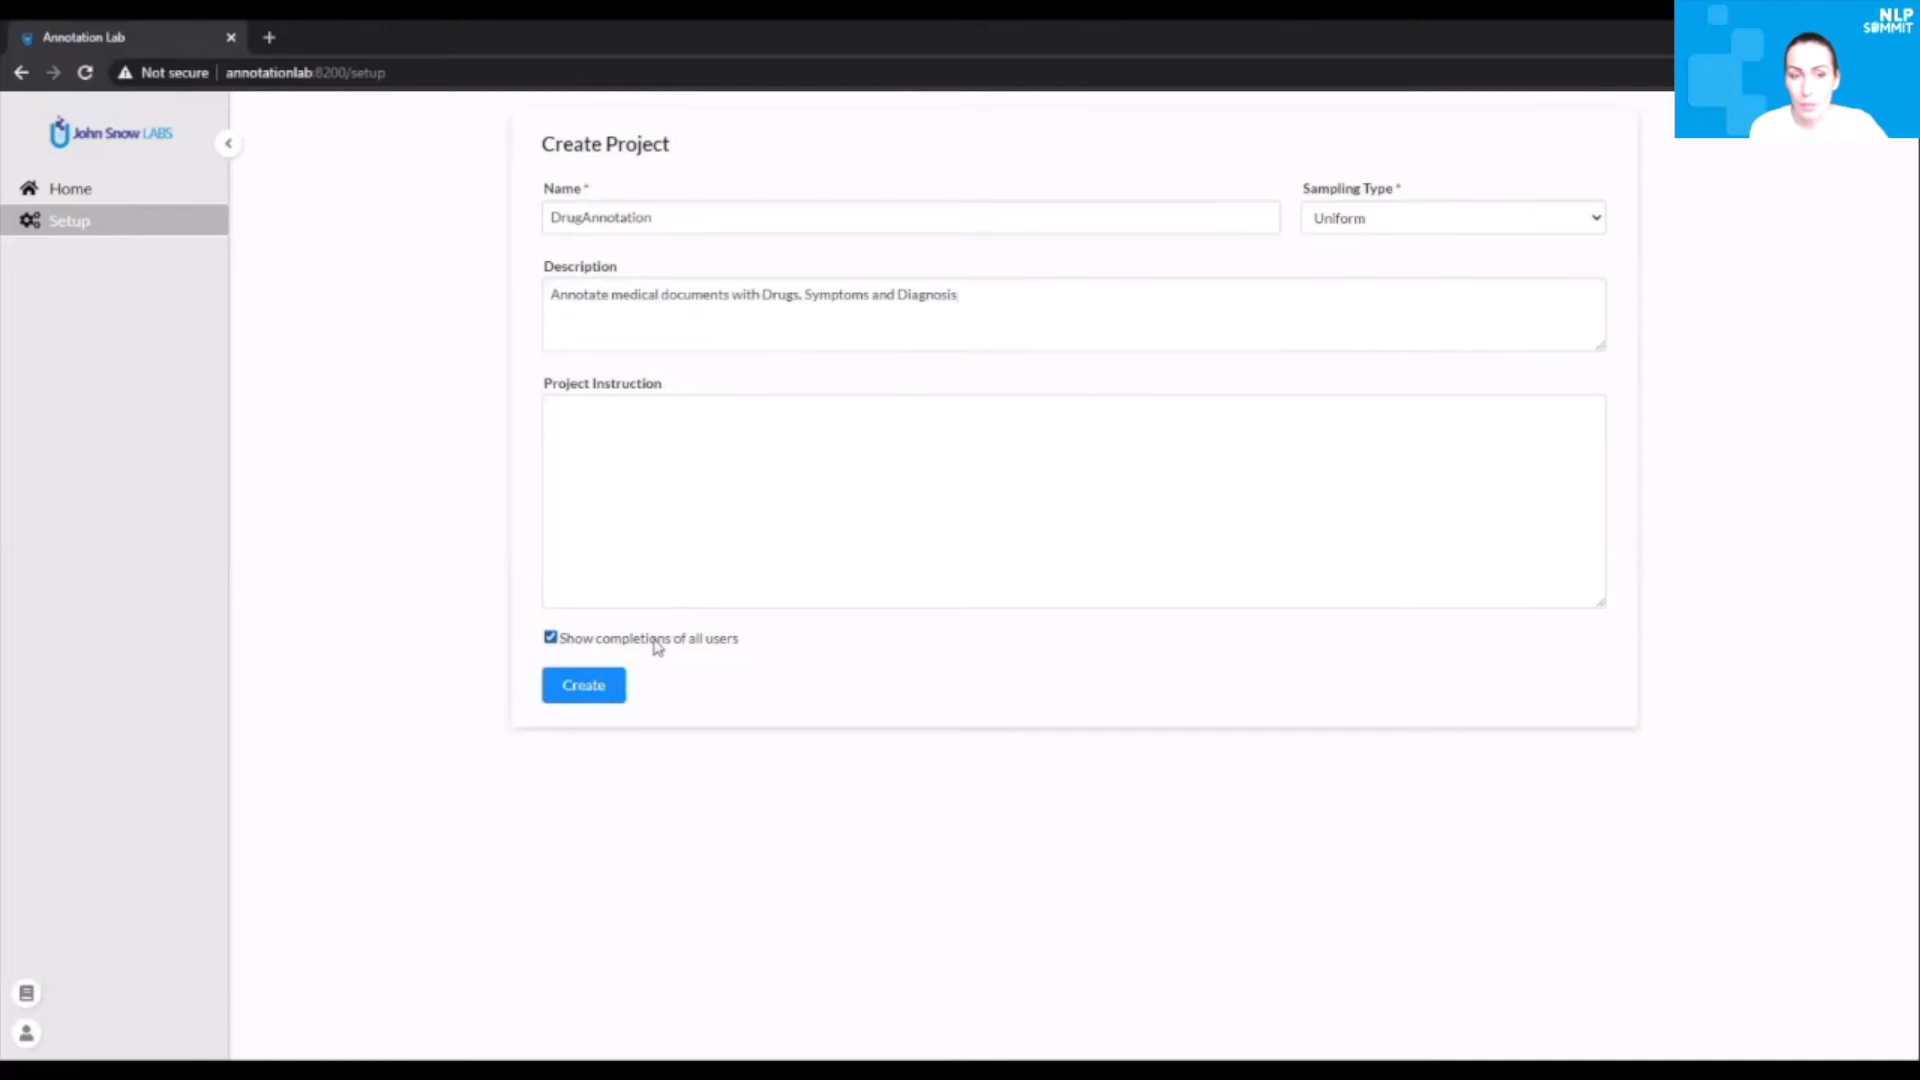 Annotation Lab
NLP
SUMMIT
Not secure
annotationlab:8200/setup
John Snow LABS
Home
Setup
Create Project
Name *
Sampling Type *
DrugAnnotation
Uniform
Description
Annotate medical documents with Drugs, Symptoms and Diagnosis
Project Instruction
Show completions of all users
Create